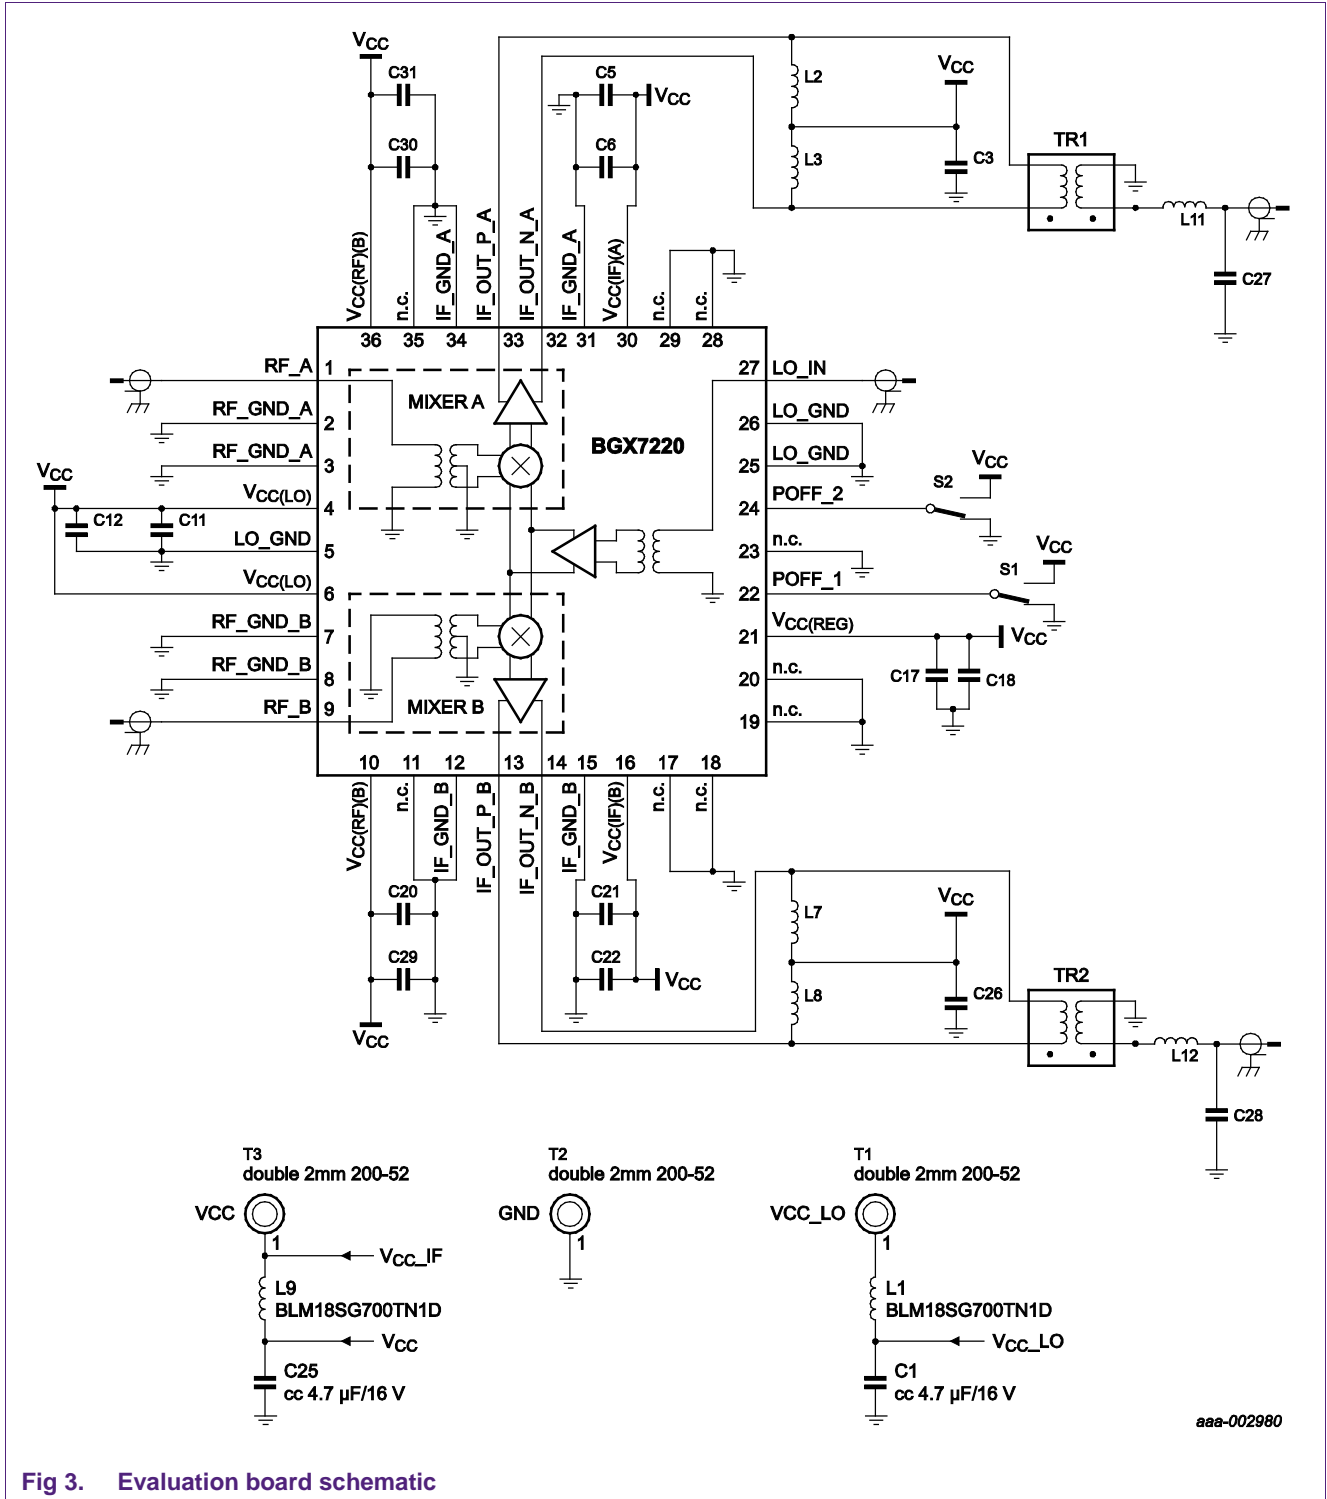 VCC
C31
C30
C5
C6
VCC
L2
L3
VCC
C3
TR1
L11
C27
VCC(RF)(B)
n.c.
IF_GND_A
IF_OUT_P_A
IF_OUT_N_A
IF_GND_A
VCC(IF)(A)
n.c.
n.c.
36 35 34 33 32 31 30 29 28
RF_A 1
RF_GND_A 2
RF_GND_A 3
VCC
VCC(LO) 4
C12 C11
LO_GND 5
VCC(LO) 6
RF_GND_B 7
RF_GND_B 8
RF_B 9
MIXER A
BGX7220
MIXER B
27 LO_IN
26 LO_GND
25 LO_GND
24 POFF_2
S2
VCC
23 n.c.
22 POFF_1
S1
VCC
21 VCC(REG)
VCC
C17 C18
20 n.c.
19 n.c.
10 11 12 13 14 15 16 17 18
VCC(RF)(B)
n.c.
IF_GND_B
IF_OUT_P_B
IF_OUT_N_B
IF_GND_B
VCC(IF)(B)
n.c.
n.c.
C20
C29
VCC
C21
C22
VCC
L7
L8
VCC
C26
TR2
L12
C28
T3
double 2mm 200-52
VCC
1
VCC_IF
L9
BLM18SG700TN1D
VCC
C25
cc 4.7 µF/16 V
T2
double 2mm 200-52
GND
1
T1
double 2mm 200-52
VCC_LO
1
L1
BLM18SG700TN1D
VCC_LO
C1
cc 4.7 µF/16 V
aaa-002980
Fig 3. Evaluation board schematic